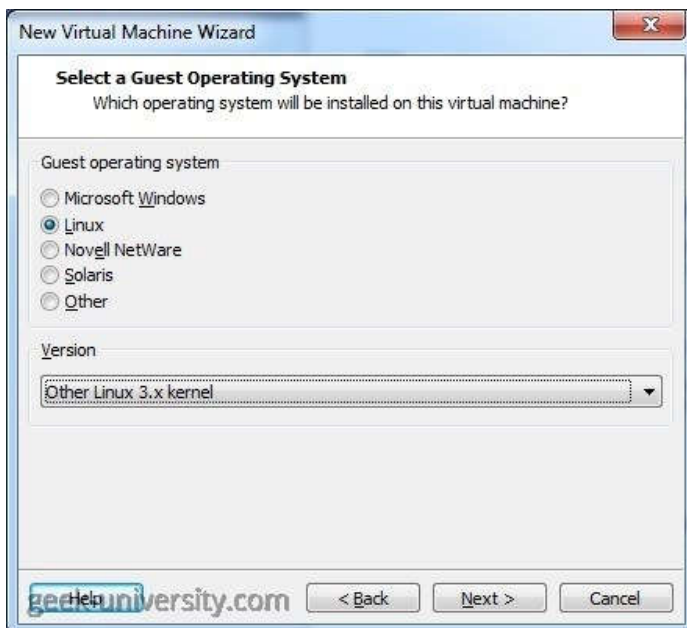 New Virtual Machine Wizard
Select a Guest Operating System
Which operating system will be installed on this virtual machine?
Guest operating system
Microsoft Windows
Linux
Novell NetWare
Solaris
Other
Version
Other Linux 3.x kernel
Help
< Back
Next >
Cancel
geek-university.com